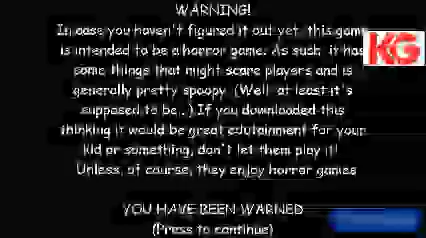 WARNING!
In case you haven't figured it out yet, this game
is intended to be a horror game. As such, it has
some things that might scare players and is
generally pretty spoopy. (Well, at least it's
supposed to be...) If you downloaded this
thinking it would be great edutainment for your
kid or something, don't let them play it!
Unless, of course, they enjoy horror games
YOU HAVE BEEN WARNED
(Press to continue)
KG